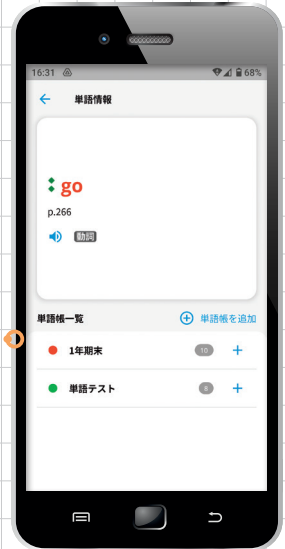 16:31 68%
単語情報
go
p.266
動詞
単語帳一覧 単語帳を追加
1年期末 10
単語テスト 8